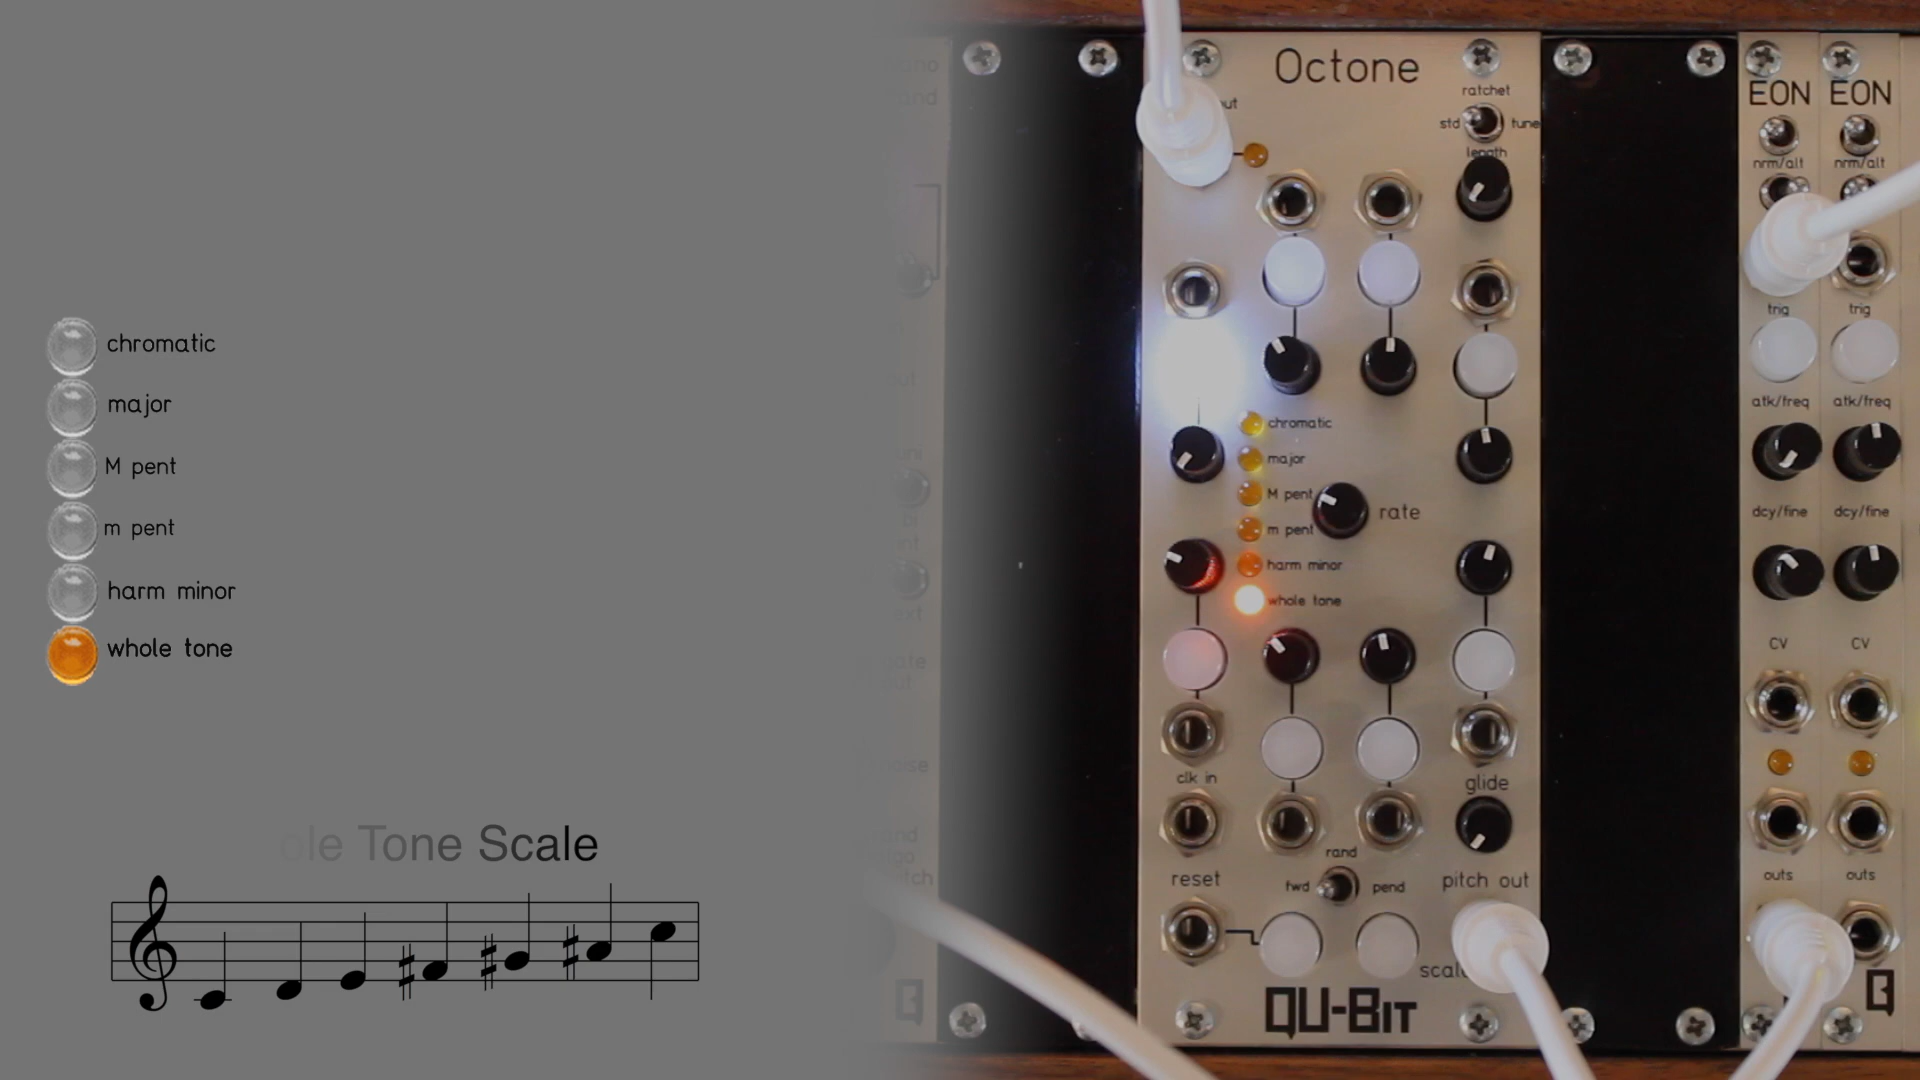 chromatic
major
M pent
m pent
harm minor
whole tone
ole Tone Scale
Octone
ratchet
std
tune
length
chromatic
major
M pent
m pent
harm minor
whole tone
rate
clk in
glide
rand
fwd
pend
reset
pitch out
QU-BIT
EON
nrm/alt
trig
atk/freq
dcy/fine
CV
outs
EON
nrm/alt
trig
atk/freq
dcy/fine
CV
outs